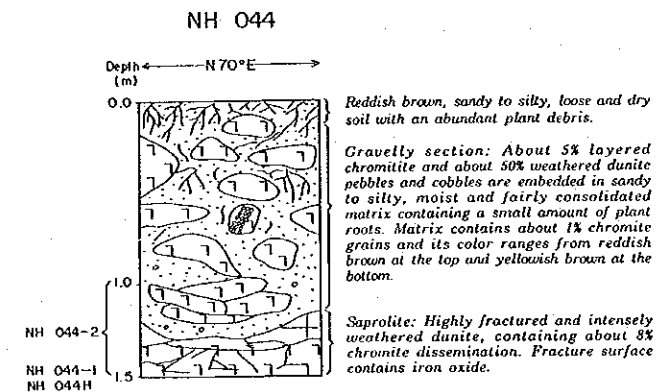 NH 044
Depth
(m)
N 70°E
0.0
Reddish brown, sandy to silty, loose and dry
soil with an abundant plant debris.
Gravelly section: About 5% layered
chromitite and about 50% weathered dunite
pebbles and cobbles are embedded in sandy
to silty, moist and fairly consolidated
matrix containing a small amount of plant
roots. Matrix contains about 1% chromite
grains and its color ranges from reddish
brown at the top and yellowish brown at the
bottom.
1.0
NH 044-2
Saprolite: Highly fractured and intensely
weathered dunite, containing about 8%
chromite dissemination. Fracture surface
contains iron oxide.
NH 044-1
NH 044H
1.5